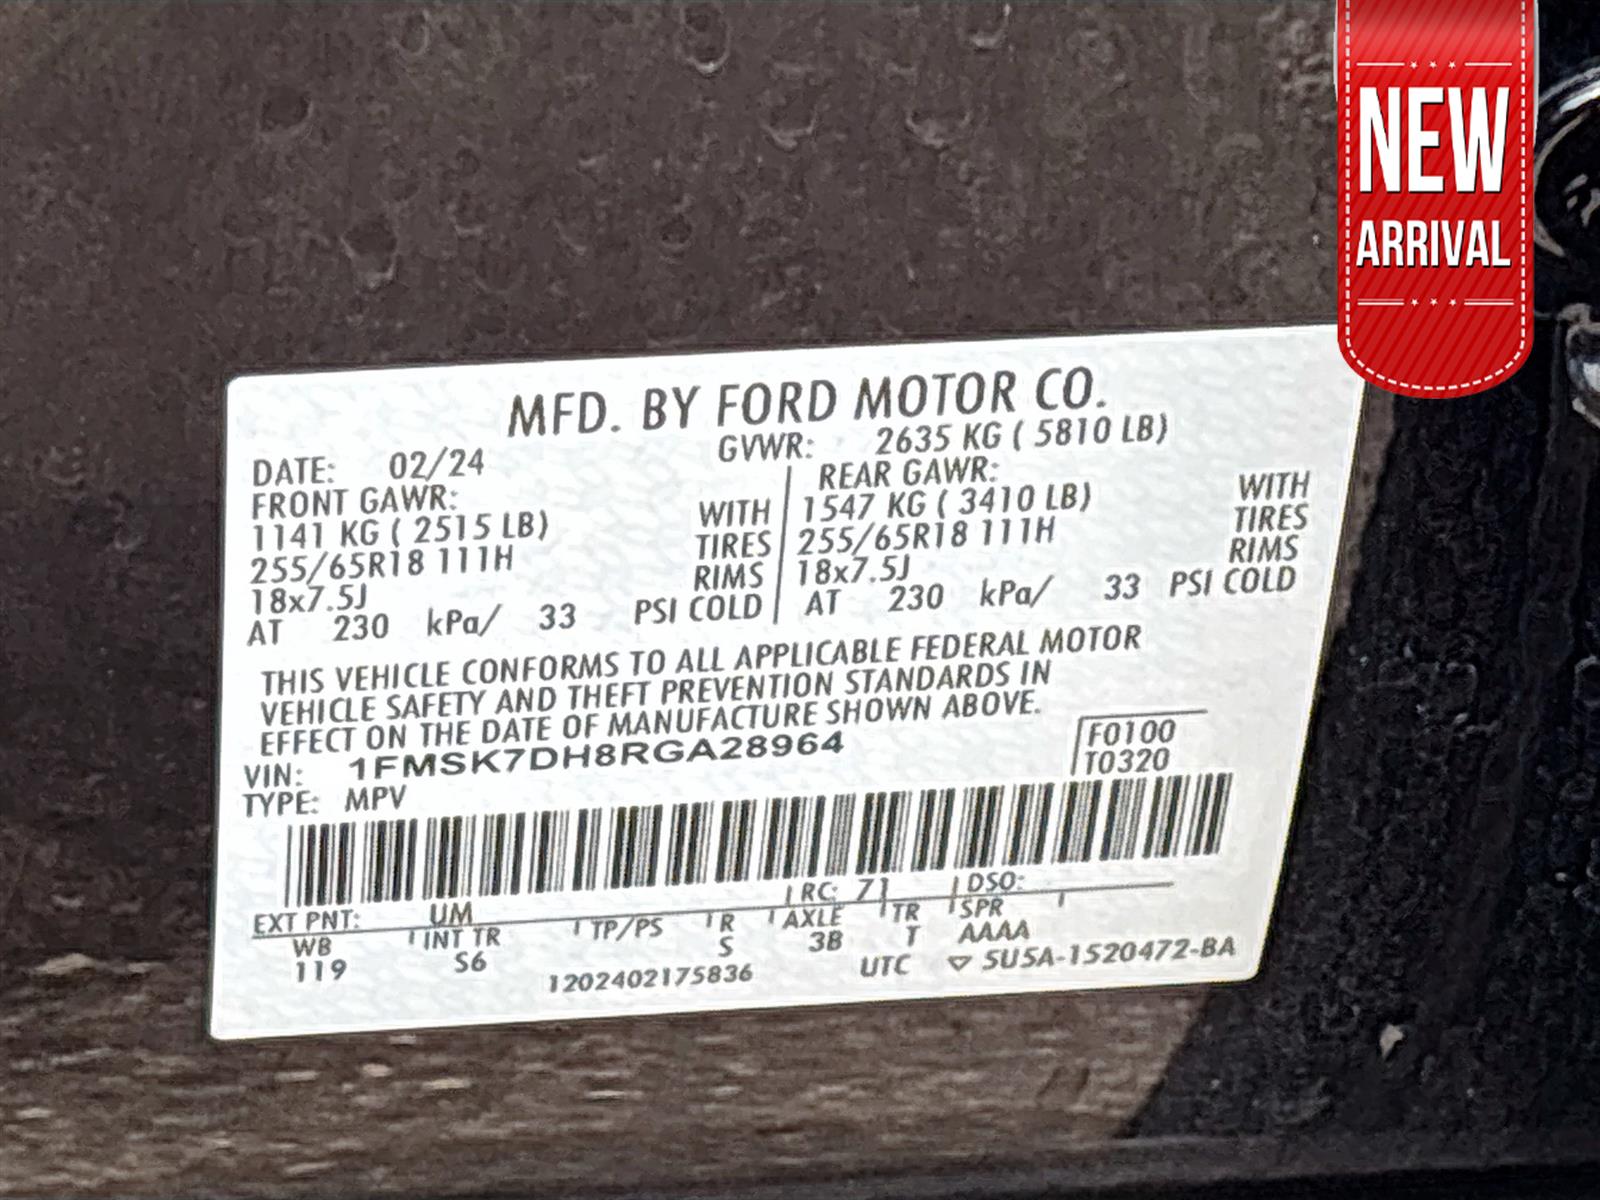 NEW
ARRIVAL
MFD. BY FORD MOTOR CO.
DATE: 02/24 GVWR: 2635 KG ( 5810 LB)
FRONT GAWR: REAR GAWR:
1141 KG ( 2515 LB) WITH 1547 KG ( 3410 LB) WITH
255/65R18 111H TIRES 255/65R18 111H TIRES
18x7.5J RIMS 18x7.5J RIMS
AT 230 kPa/ 33 PSI COLD AT 230 kPa/ 33 PSI COLD
THIS VEHICLE CONFORMS TO ALL APPLICABLE FEDERAL MOTOR
VEHICLE SAFETY AND THEFT PREVENTION STANDARDS IN
EFFECT ON THE DATE OF MANUFACTURE SHOWN ABOVE.
VIN: 1FMSK7DH8RGA28964 F0100
TYPE: MPV T0320
EXT PNT: UM RC: 71 DSO:
WB INT TR TP/PS R AXLE TR SPR
119 S6 S 3B T AAAA
1202402175836 UTC ▽ 5U5A-1520472-BA